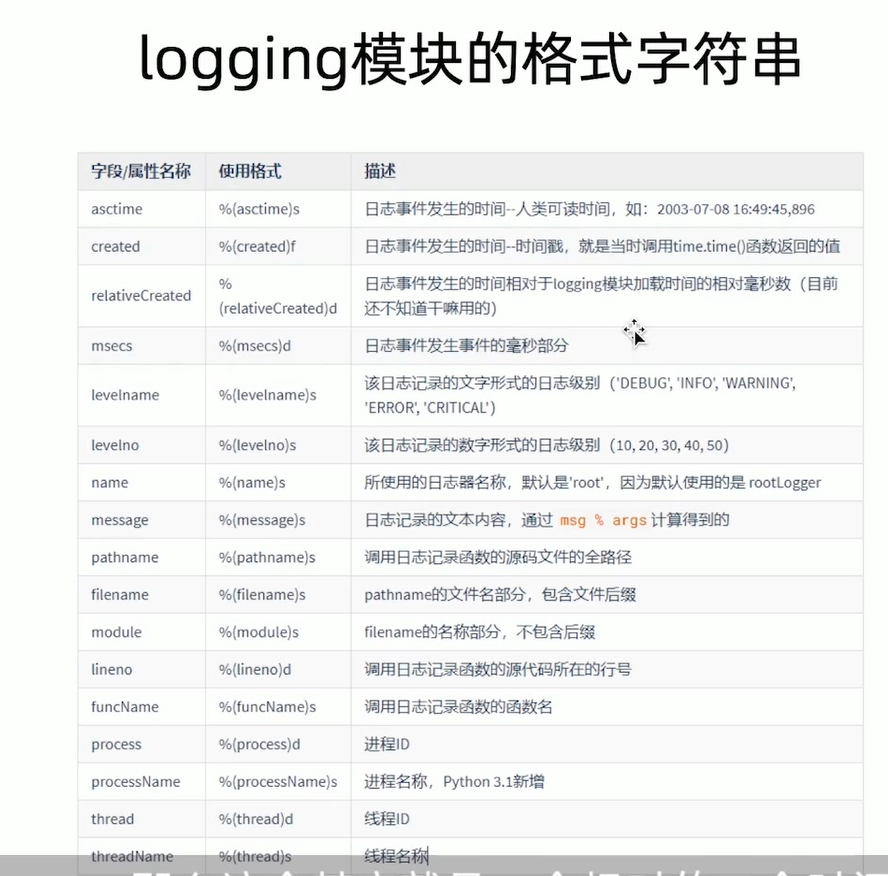 logging模块的格式字符串
字段/属性名称 使用格式 描述
asctime %(asctime)s 日志事件发生的时间--人类可读时间，如：2003-07-08 16:49:45,896
created %(created)f 日志事件发生的时间--时间戳，就是当时调用time.time()函数返回的值
relativeCreated %(relativeCreated)d 日志事件发生的时间相对于logging模块加载时间的相对毫秒数（目前
还不知道干嘛用的）
msecs %(msecs)d 日志事件发生事件的毫秒部分
levelname %(levelname)s 该日志记录的文字形式的日志级别（'DEBUG', 'INFO', 'WARNING',
'ERROR', 'CRITICAL'）
levelno %(levelno)s 该日志记录的数字形式的日志级别（10, 20, 30, 40, 50）
name %(name)s 所使用的日志器名称，默认是'root'，因为默认使用的是 rootLogger
message %(message)s 日志记录的文本内容，通过 msg % args 计算得到的
pathname %(pathname)s 调用日志记录函数的源码文件的全路径
filename %(filename)s pathname的文件名部分，包含文件后缀
module %(module)s filename的名称部分，不包含后缀
lineno %(lineno)d 调用日志记录函数的源代码所在的行号
funcName %(funcName)s 调用日志记录函数的函数名
process %(process)d 进程ID
processName %(processName)s 进程名称，Python 3.1新增
thread %(thread)d 线程ID
threadName %(thread)s 线程名称